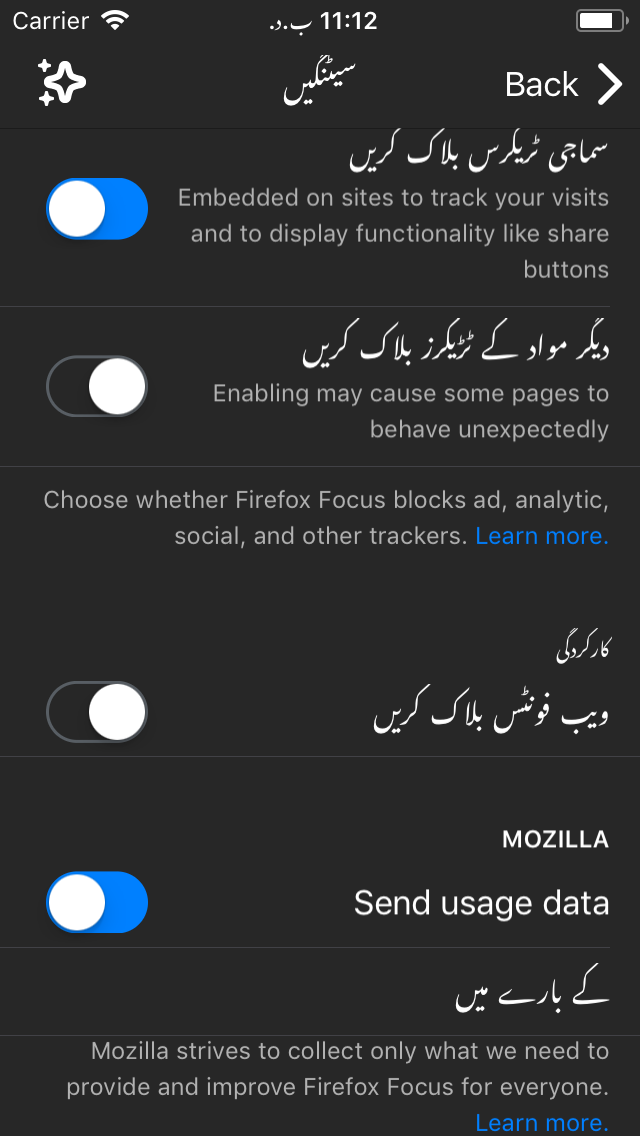 Carrier 11:12 ب.د.
Back سیٹنگیں
سماجی ٹریکرس بلاک کریں
Embedded on sites to track your visits
and to display functionality like share
buttons
دیگر مواد کے ٹڑیکرز بلاک کریں
Enabling may cause some pages to
behave unexpectedly
Choose whether Firefox Focus blocks ad, analytic,
social, and other trackers. Learn more.
کارکردگی
ویب فونٹس بلاک کریں
MOZILLA
Send usage data
کے بارے میں
Mozilla strives to collect only what we need to
provide and improve Firefox Focus for everyone.
Learn more.